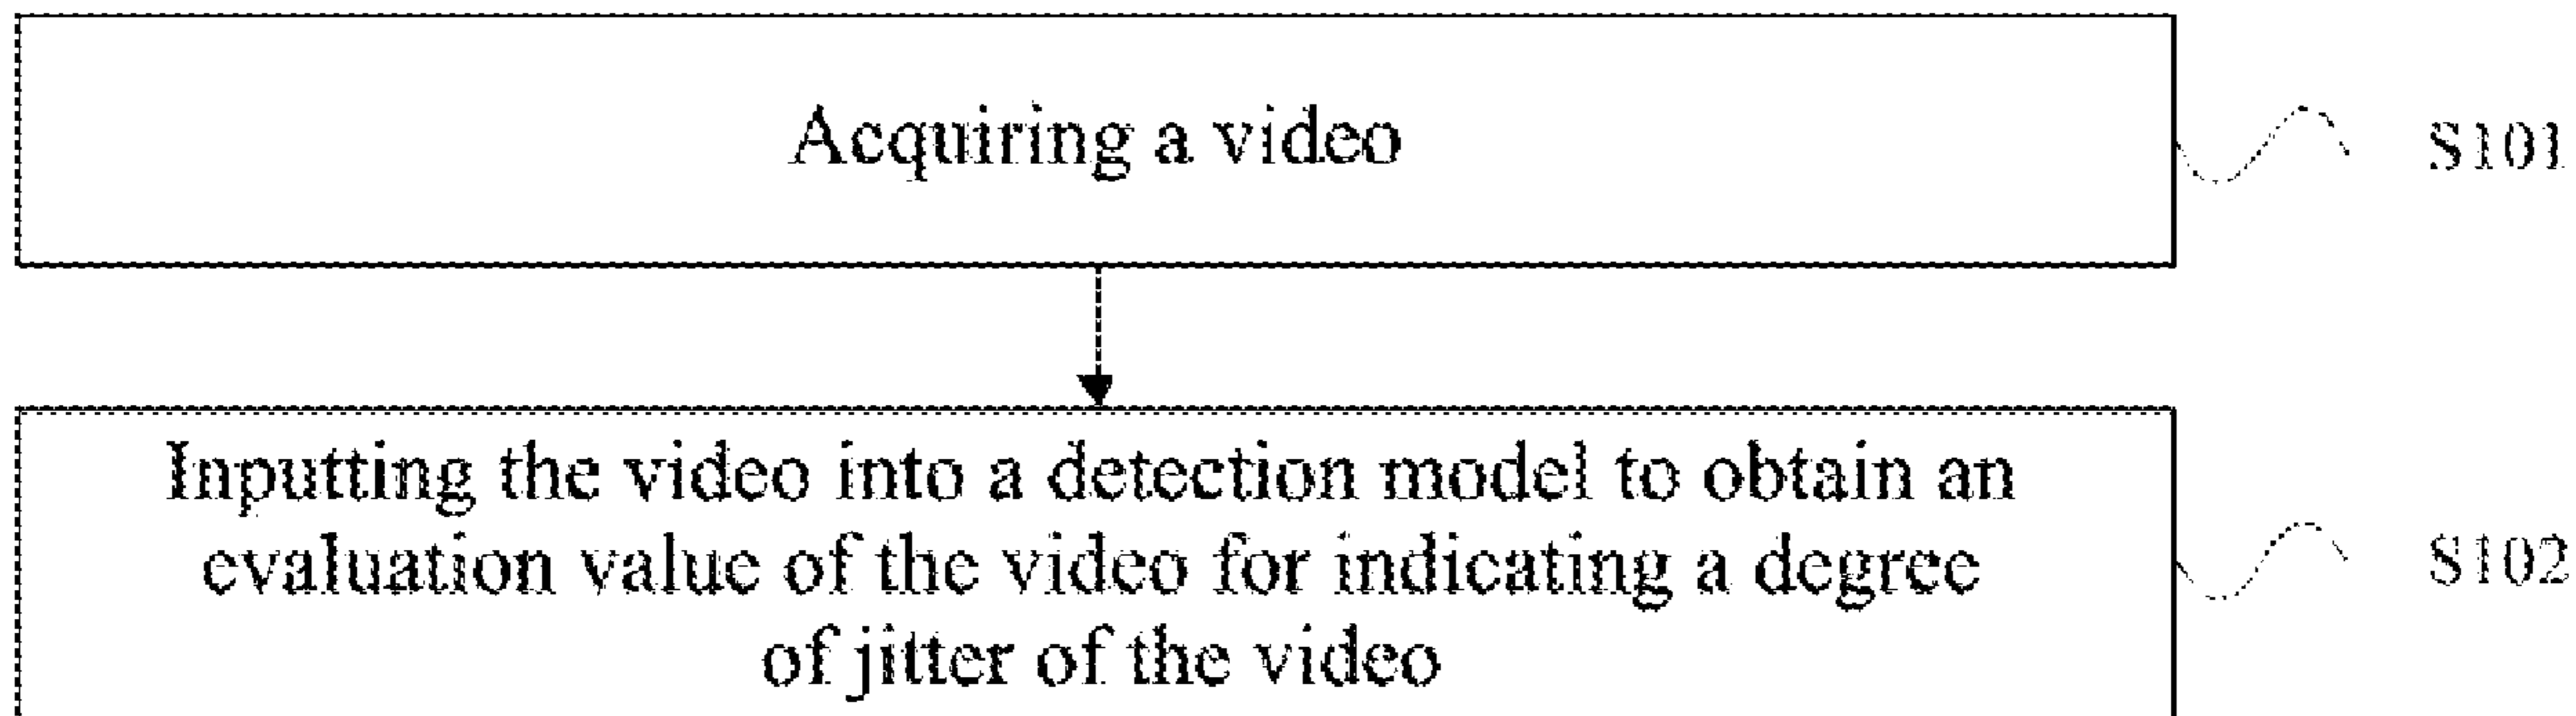 Acquiring a video
S101
Inputting the video into a detection model to obtain an
evaluation value of the video for indicating a degree
of jitter of the video
S102